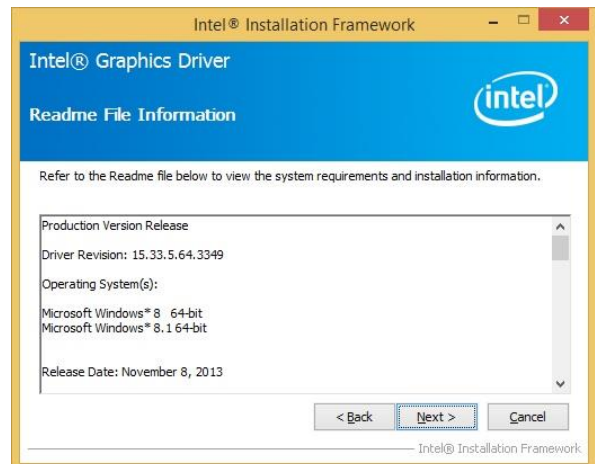 Intel® Installation Framework
Intel® Graphics Driver
Readme File Information
intel
Refer to the Readme file below to view the system requirements and installation information.
Production Version Release
Driver Revision: 15.33.5.64.3349
Operating System(s):
Microsoft Windows* 8 64-bit
Microsoft Windows* 8.1 64-bit
Release Date: November 8, 2013
< Back Next > Cancel
Intel® Installation Framework